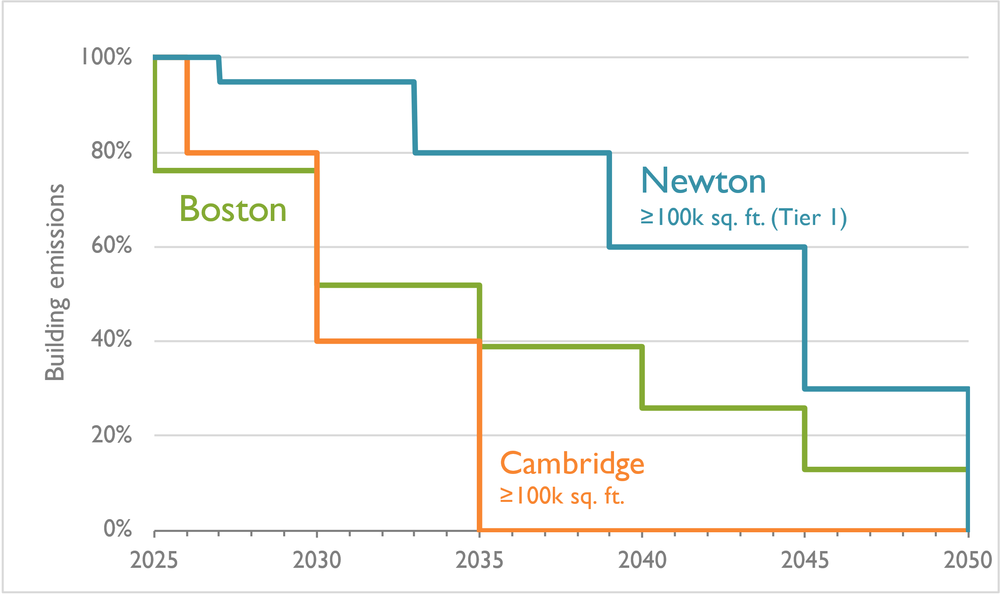 100%
80%
60%
40%
20%
0%
Building emissions
Boston
Newton
≥100k sq. ft. (Tier 1)
Cambridge
≥100k sq. ft.
2025 2030 2035 2040 2045 2050